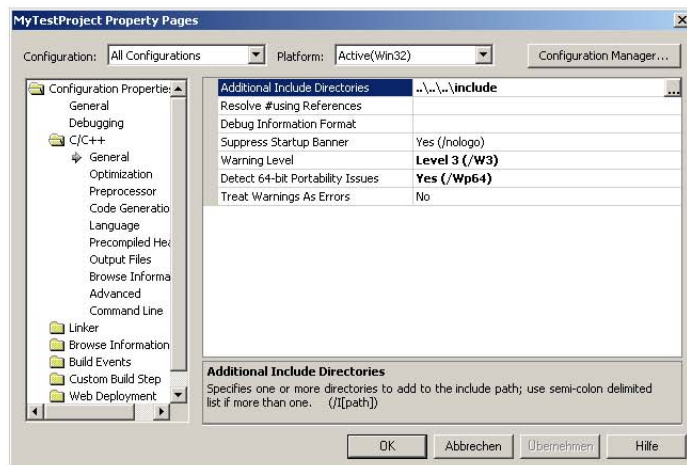 MyTestProject Property Pages
Configuration: All Configurations Platform: Active(Win32) Configuration Manager...
Configuration Propertie:
General
Debugging
C/C++
General
Optimization
Preprocessor
Code Generatio
Language
Precompiled Hea
Output Files
Browse Informa
Advanced
Command Line
Linker
Browse Information
Build Events
Custom Build Step
Web Deployment
Additional Include Directories ..\..\..\include ...
Resolve #using References
Debug Information Format
Suppress Startup Banner Yes (/nologo)
Warning Level Level 3 (/W3)
Detect 64-bit Portability Issues Yes (/Wp64)
Treat Warnings As Errors No
Additional Include Directories
Specifies one or more directories to add to the include path; use semi-colon delimited
list if more than one. (/I[path])
OK Abbrechen Übernehmen Hilfe